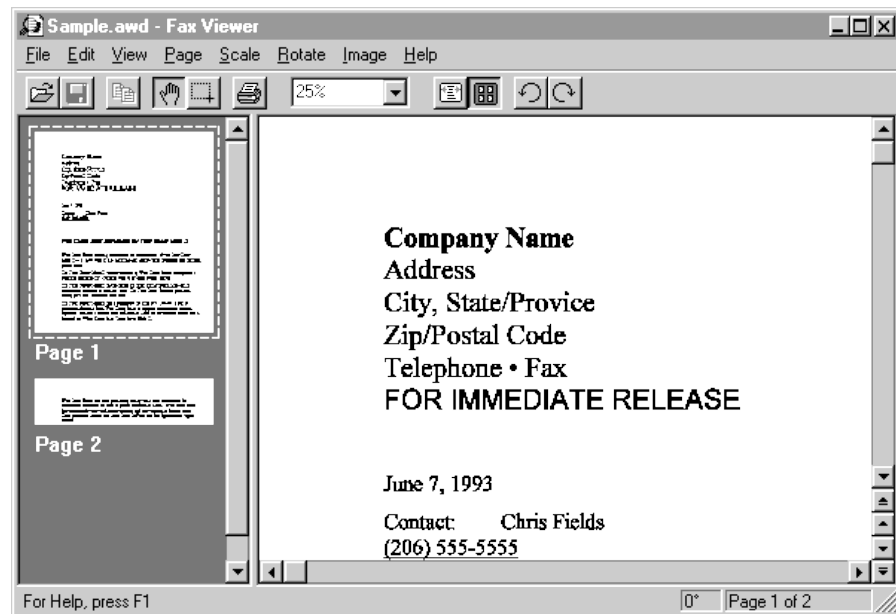 Sample.awd - Fax Viewer
File Edit View Page Scale Rotate Image Help
25%
Page 1
Page 2
Company Name
Address
City, State/Provice
Zip/Postal Code
Telephone • Fax
FOR IMMEDIATE RELEASE
June 7, 1993
Contact: Chris Fields
(206) 555-5555
For Help, press F1
0° Page 1 of 2